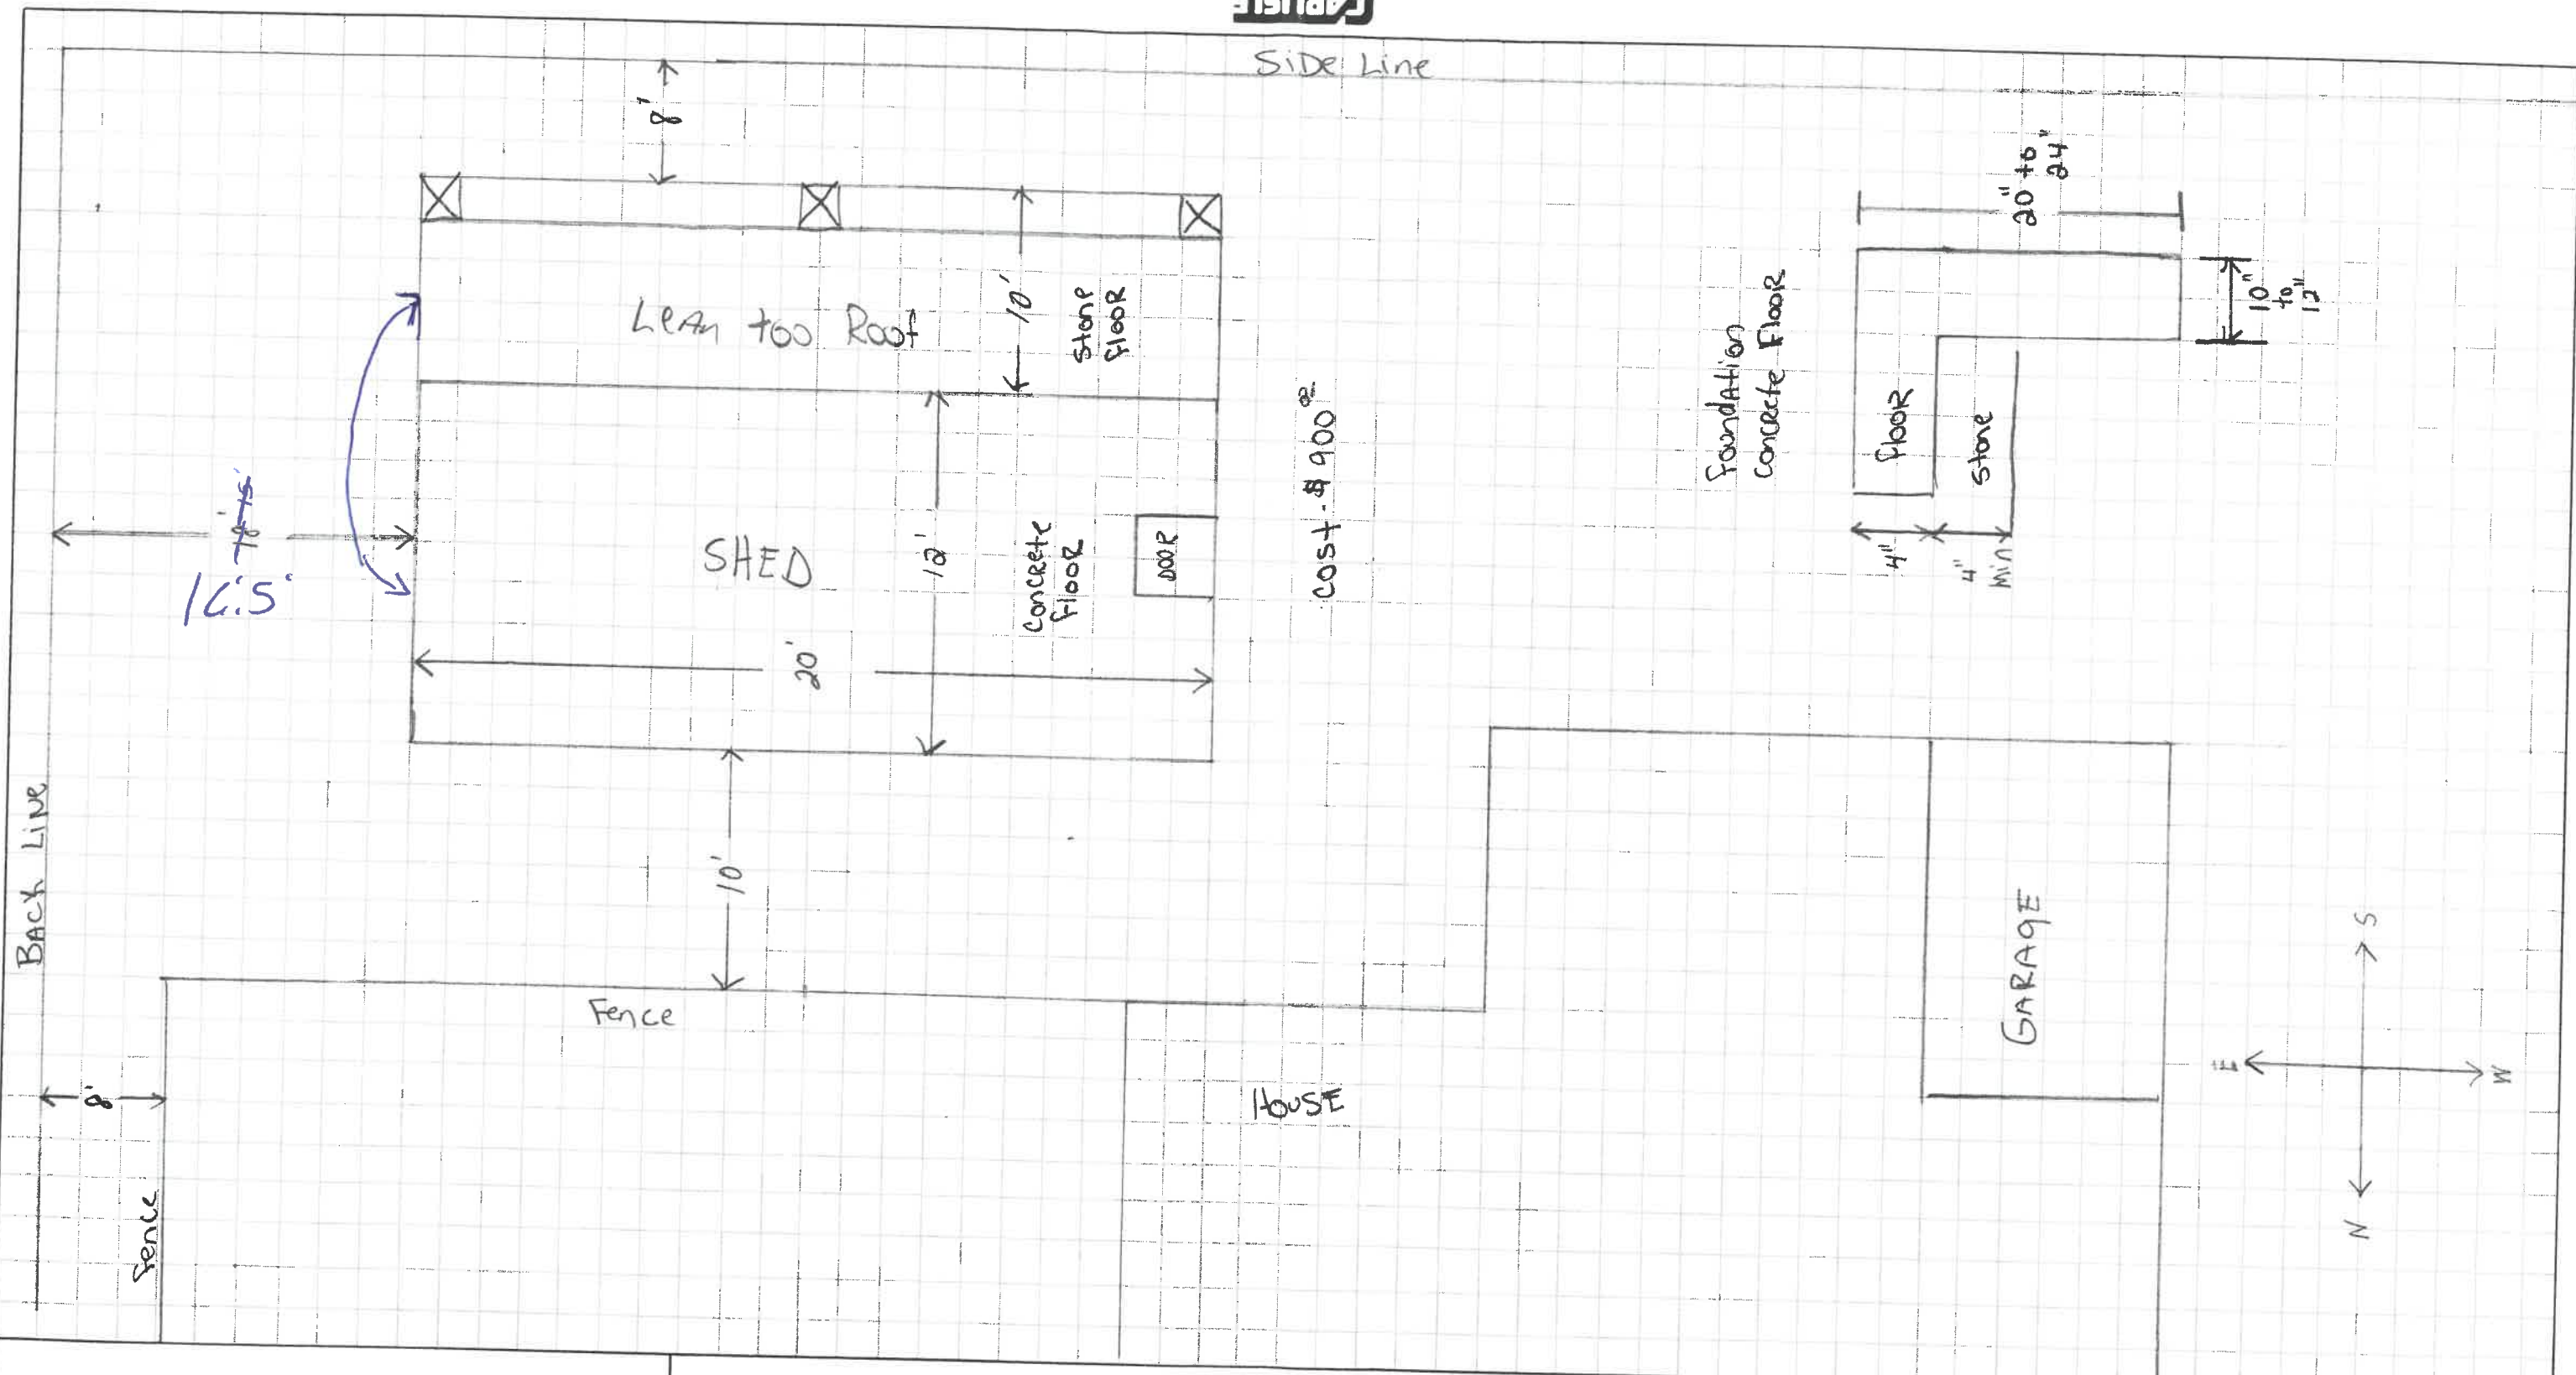 CARLISLE
Side Line
8'
Lean too Roof
10'
Stone
Floor
20" to
24"
10"
to
12"
Foundation
Concrete Floor
Floor
Stone
4"
4"
Min
Cost - $ 900 00
16.5'
SHED
12'
Concrete
Floor
DOOR
20'
10'
BACK LINE
Fence
8'
Fence
HOUSE
GARAGE
S
E
W
N